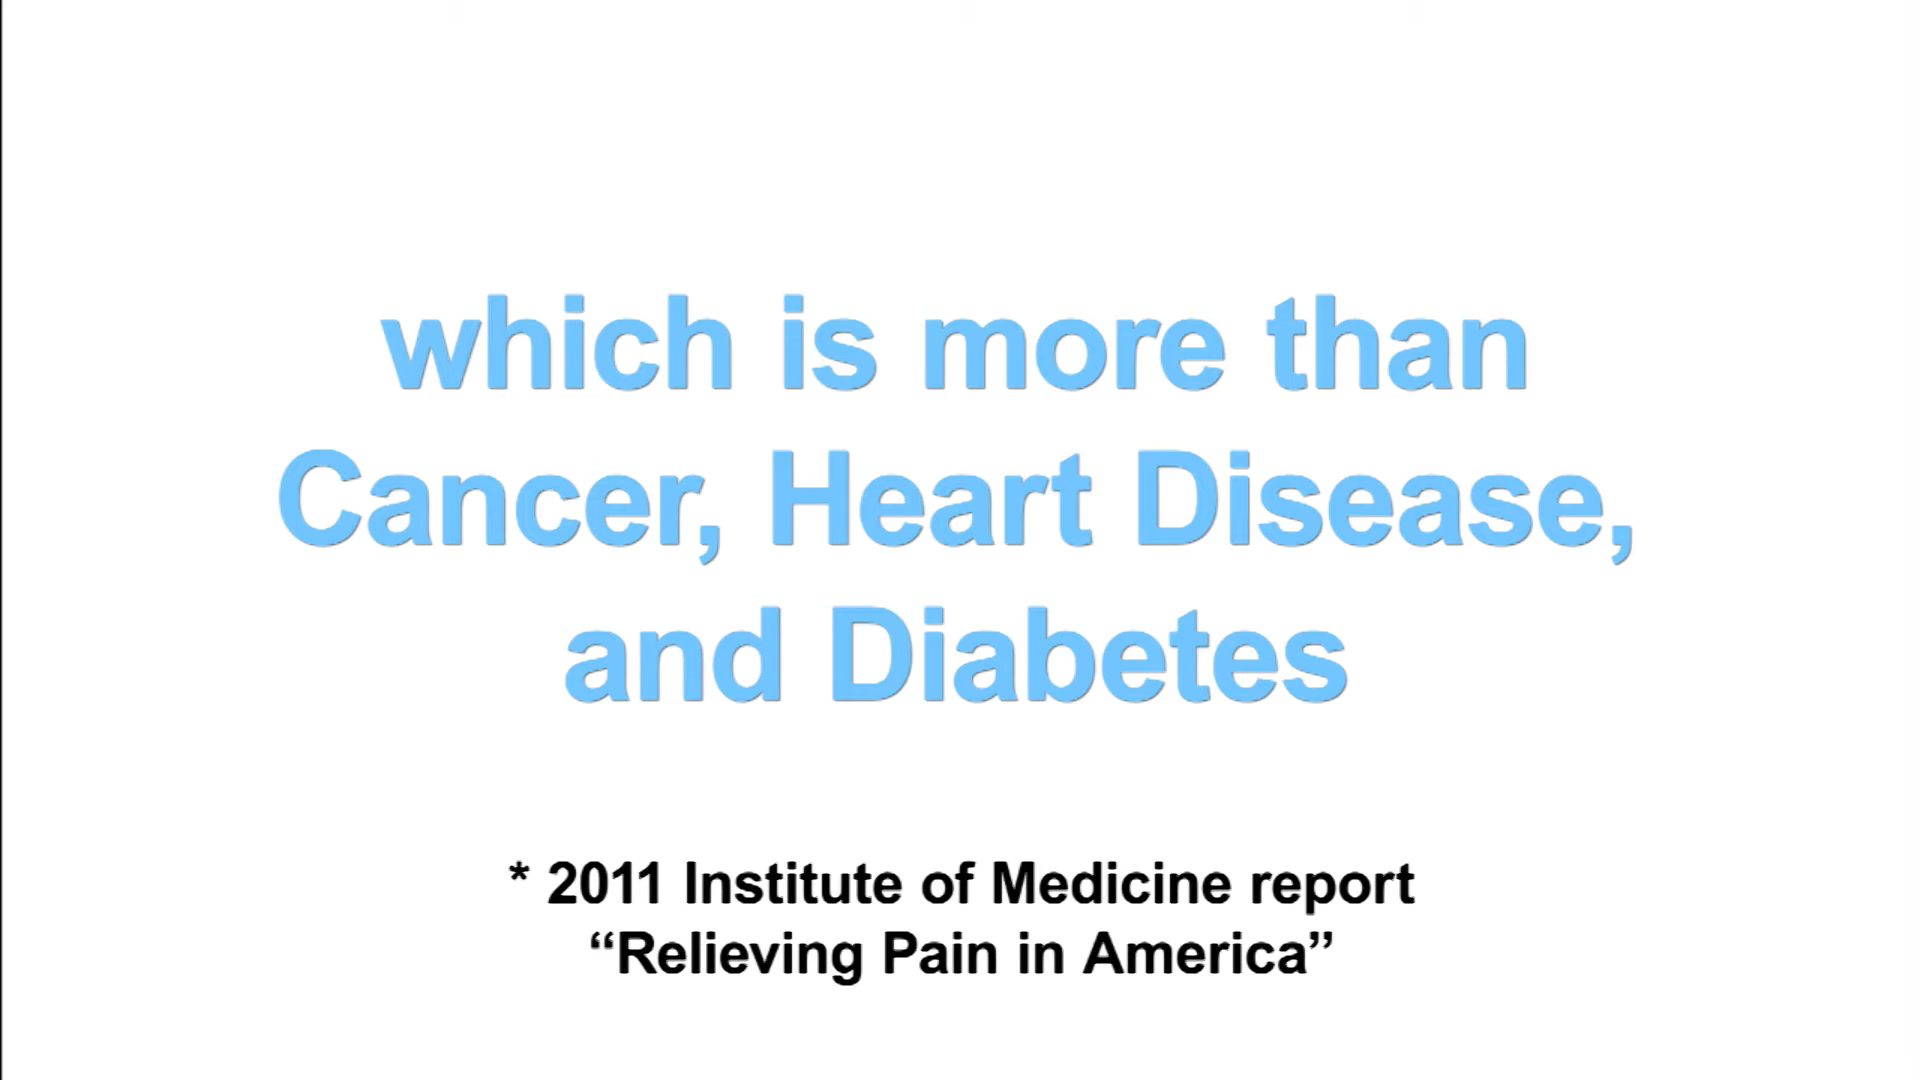 which is more than
Cancer, Heart Disease,
and Diabetes
* 2011 Institute of Medicine report
“Relieving Pain in America”